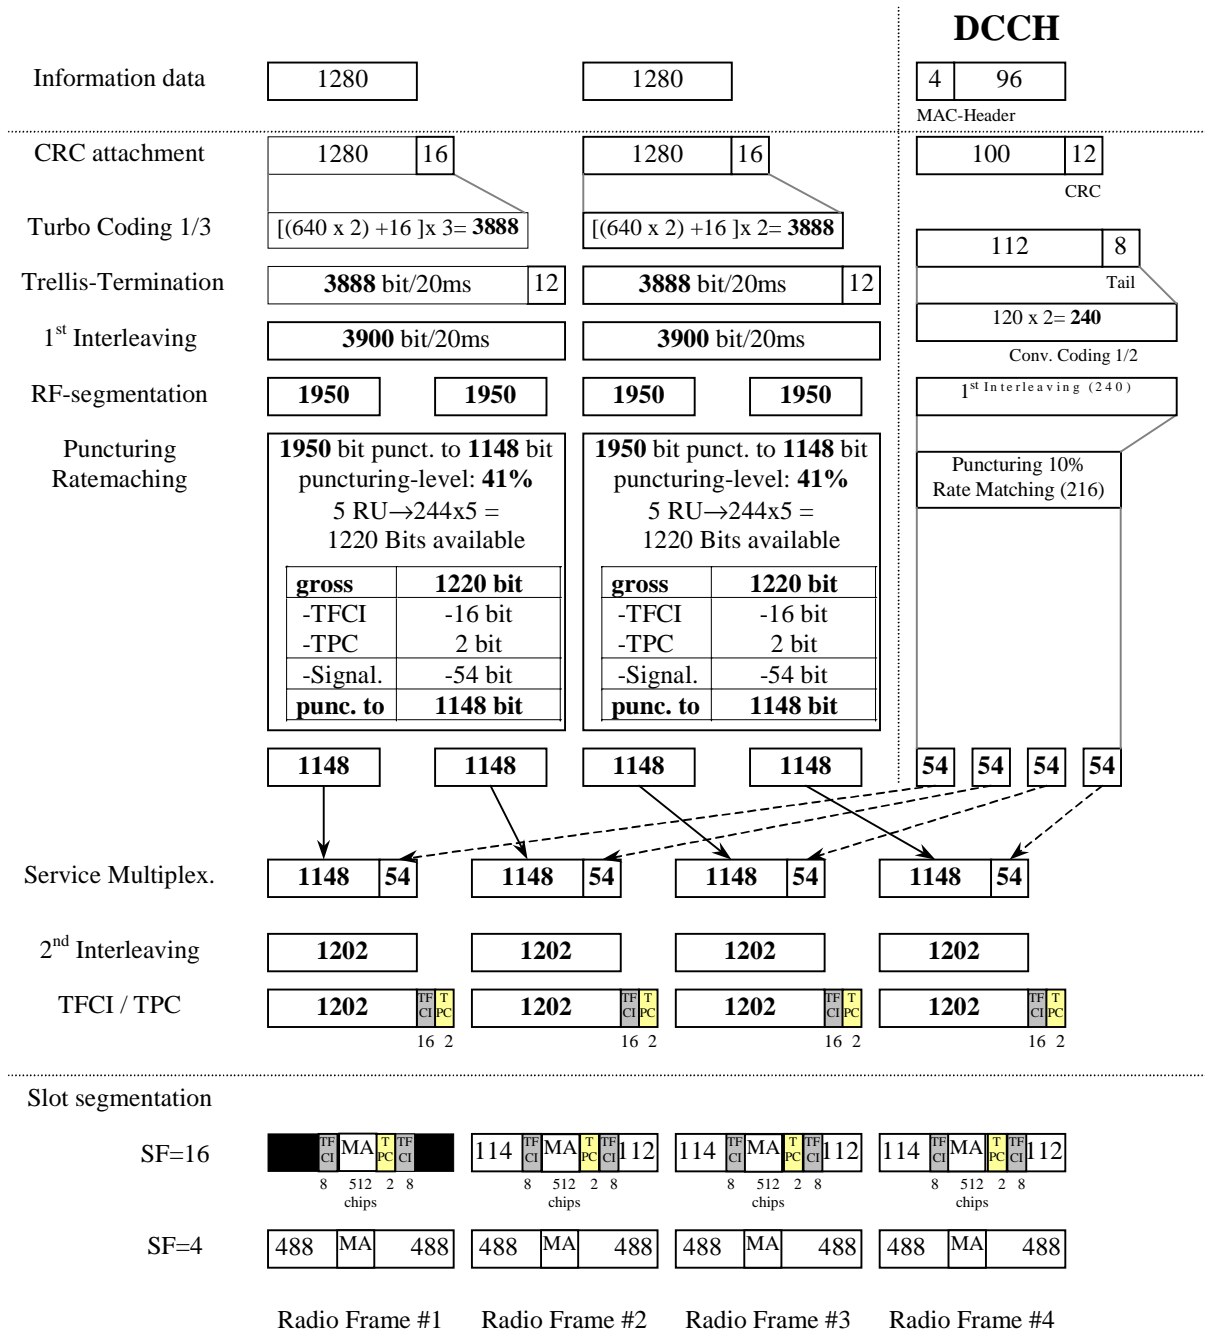 DCCH
Information data 1280 1280 4 96
MAC-Header
CRC attachment 1280 16 1280 16 100 12
CRC
Turbo Coding 1/3 [(640 x 2) +16 ]x 3= 3888 [(640 x 2) +16 ]x 2= 3888
112 8
Tail
Trellis-Termination 3888 bit/20ms 12 3888 bit/20ms 12
120 x 2= 240
1st Interleaving 3900 bit/20ms 3900 bit/20ms
Conv. Coding 1/2
RF-segmentation 1950 1950 1950 1950 1st Interleaving (240)
Puncturing 1950 bit punct. to 1148 bit 1950 bit punct. to 1148 bit
Ratemaching puncturing-level: 41% puncturing-level: 41%
Puncturing 10%
Rate Matching (216)
5 RU→244x5 = 5 RU→244x5 =
1220 Bits available 1220 Bits available
gross 1220 bit gross 1220 bit
-TFCI -16 bit -TFCI -16 bit
-TPC 2 bit -TPC 2 bit
-Signal. -54 bit -Signal. -54 bit
punc. to 1148 bit punc. to 1148 bit
1148 1148 1148 1148 54 54 54 54
Service Multiplex. 1148 54 1148 54 1148 54 1148 54
2nd Interleaving 1202 1202 1202 1202
TFCI / TPC 1202 TF CI T PC 1202 TF CI T PC 1202 TF CI T PC 1202 TF CI T PC
16 2 16 2 16 2 16 2
Slot segmentation
SF=16 TF CI MA T PC TF CI 114 TF CI MA T PC TF CI 112 114 TF CI MA T PC TF CI 112 114 TF CI MA T PC TF CI 112
8 512 2 8 8 512 2 8 8 512 2 8 8 512 2 8
chips chips chips chips
SF=4 488 MA 488 488 MA 488 488 MA 488 488 MA 488
Radio Frame #1 Radio Frame #2 Radio Frame #3 Radio Frame #4